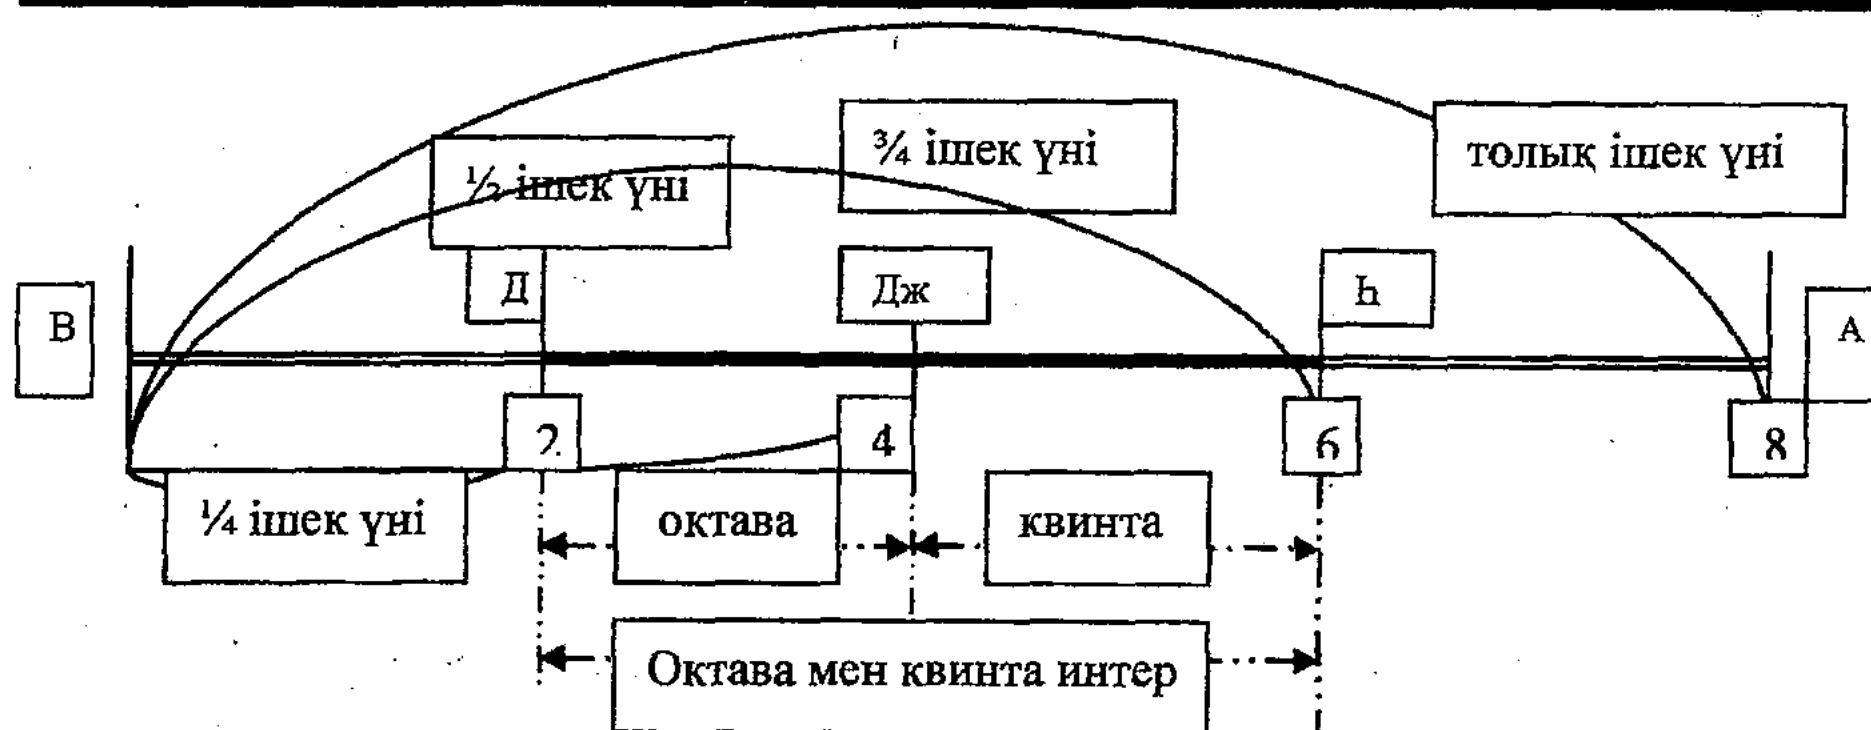 ½ ішек үні
¾ ішек үні
толық ішек үні
В
Д
Дж
һ
А
2
4
6
8
¼ ішек үні
октава
квинта
Октава мен квинта интер